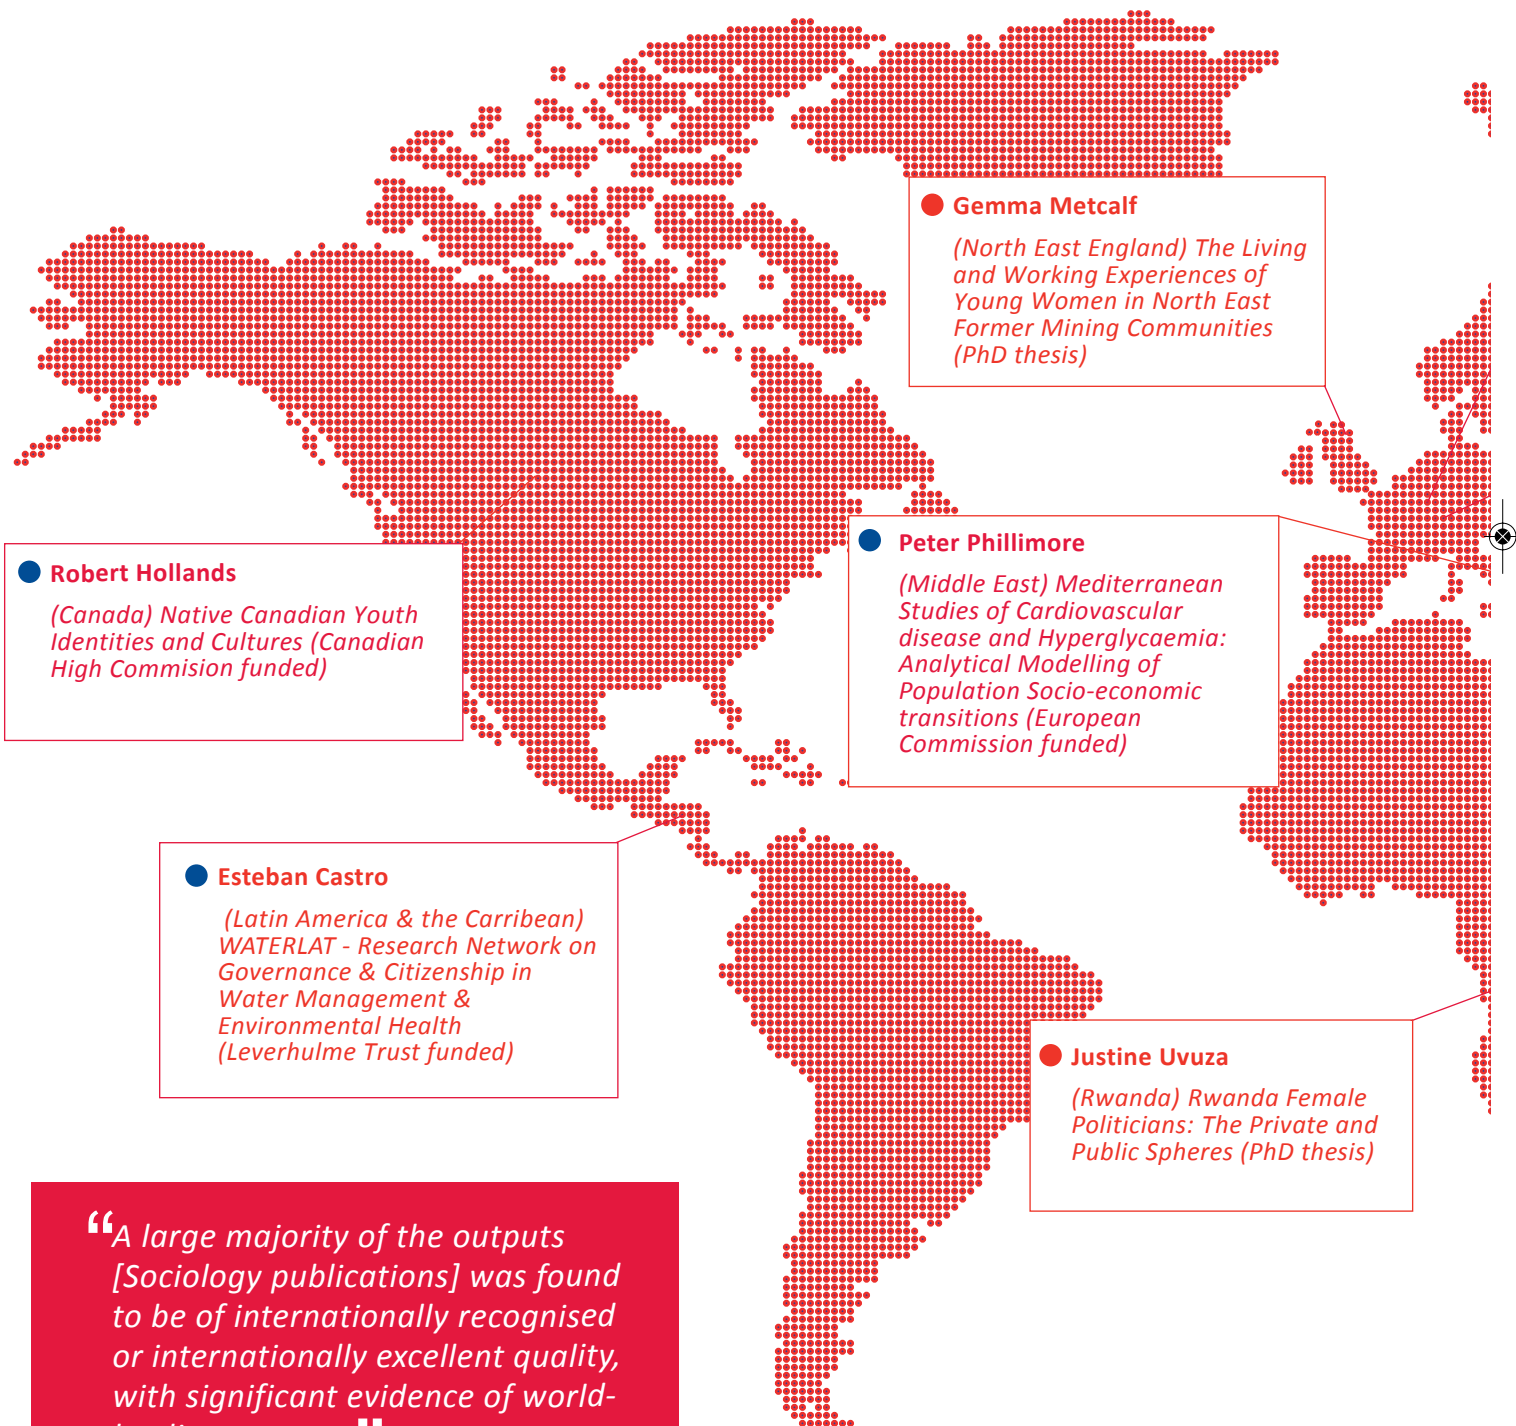 Gemma Metcalf
(North East England) The Living
and Working Experiences of
Young Women in North East
Former Mining Communities
(PhD thesis)
Robert Hollands
(Canada) Native Canadian Youth
Identities and Cultures (Canadian
High Commision funded)
Peter Phillimore
(Middle East) Mediterranean
Studies of Cardiovascular
disease and Hyperglycaemia:
Analytical Modelling of
Population Socio-economic
transitions (European
Commission funded)
Esteban Castro
(Latin America & the Carribean)
WATERLAT - Research Network on
Governance & Citizenship in
Water Management &
Environmental Health
(Leverhulme Trust funded)
Justine Uvuza
(Rwanda) Rwanda Female
Politicians: The Private and
Public Spheres (PhD thesis)
“A large majority of the outputs
[Sociology publications] was found
to be of internationally recognised
or internationally excellent quality,
with significant evidence of world-
”